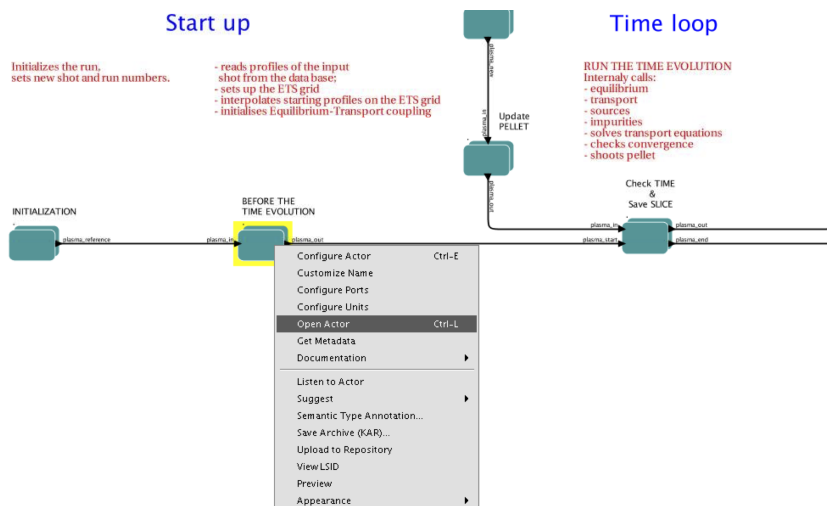 Start up
Time loop
Initializes the run,
sets new shot and run numbers.
- reads profiles of the input
shot from the data base;
- sets up the ETS grid
- interpolates starting profiles on the ETS grid
- initialises Equilibrium-Transport coupling
plasma_new
plasma_in
Update
PELLET
plasma_out
RUN THE TIME EVOLUTION
Internaly calls:
- equilibrium
- transport
- sources
- impurities
- solves transport equations
- checks convergence
- shoots pellet
INITIALIZATION
plasma_reference
BEFORE THE
TIME EVOLUTION
plasma_in
plasma_out
Check TIME
&
Save SLICE
plasma_in
plasma_out
plasma_start
plasma_end
Configure Actor Ctrl-E
Customize Name
Configure Ports
Configure Units
Open Actor Ctrl-L
Get Metadata
Documentation
Listen to Actor
Suggest
Semantic Type Annotation...
Save Archive (KAR)...
Upload to Repository
View LSID
Preview
Appearance